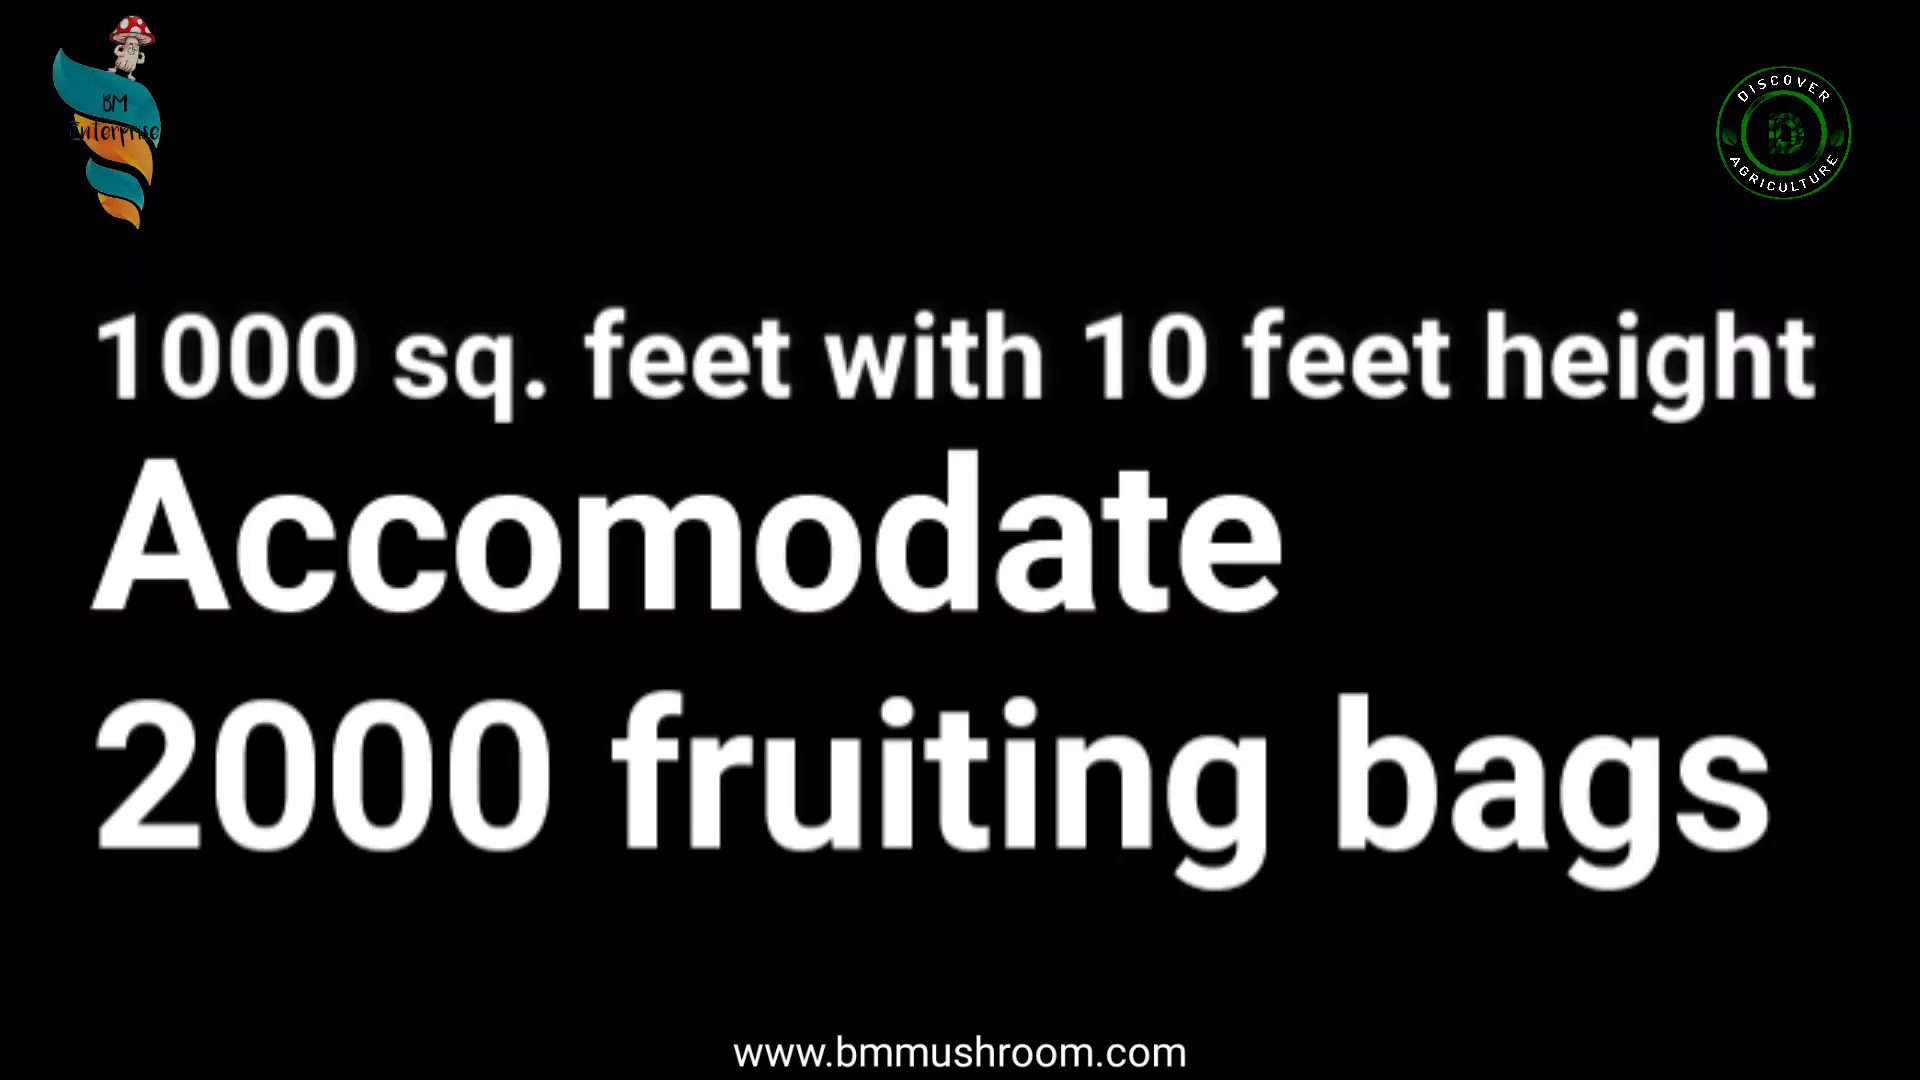 BM
Enterprise
DISCOVER
D
AGRICULTURE
1000 sq. feet with 10 feet height
Accomodate
2000 fruiting bags
www.bmmushroom.com